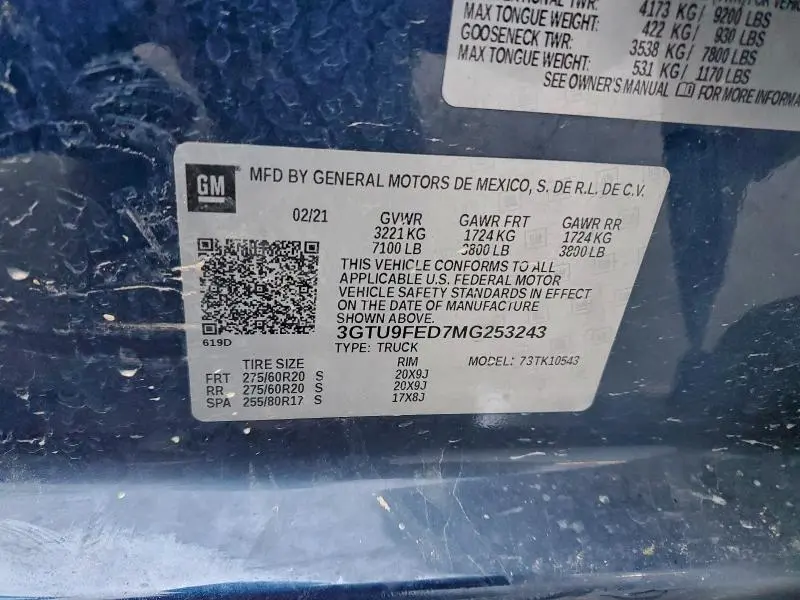 4173 KG/ 9200 LBS
MAX TONGUE WEIGHT: 422 KG/ 930 LBS
GOOSENECK TWR: 3538 KG/ 7800 LBS
MAX TONGUE WEIGHT: 531 KG/ 1170 LBS
SEE OWNER'S MANUAL FOR MORE INFORMA
GM MFD BY GENERAL MOTORS DE MEXICO, S. DE R.L. DE C.V.
02/21 GVWR GAWR FRT GAWR RR
3221 KG 1724 KG 1724 KG
7100 LB 3800 LB 3800 LB
THIS VEHICLE CONFORMS TO ALL
APPLICABLE U.S. FEDERAL MOTOR
VEHICLE SAFETY STANDARDS IN EFFECT
ON THE DATE OF MANUFACTURE
SHOWN ABOVE.
3GTU9FED7MG253243
619D
TYPE: TRUCK MODEL: 73TK10543
TIRE SIZE RIM
FRT 275/60R20 S 20X9J
RR 275/60R20 S 20X9J
SPA 255/80R17 S 17X8J